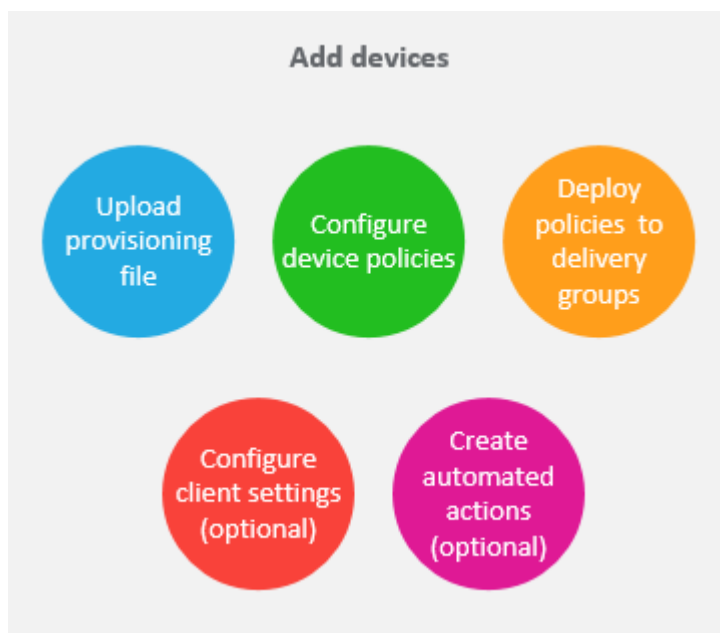 Add devices
Upload
provisioning
file
Configure
device policies
Deploy
policies to
delivery
groups
Configure
client settings
(optional)
Create
automated
actions
(optional)